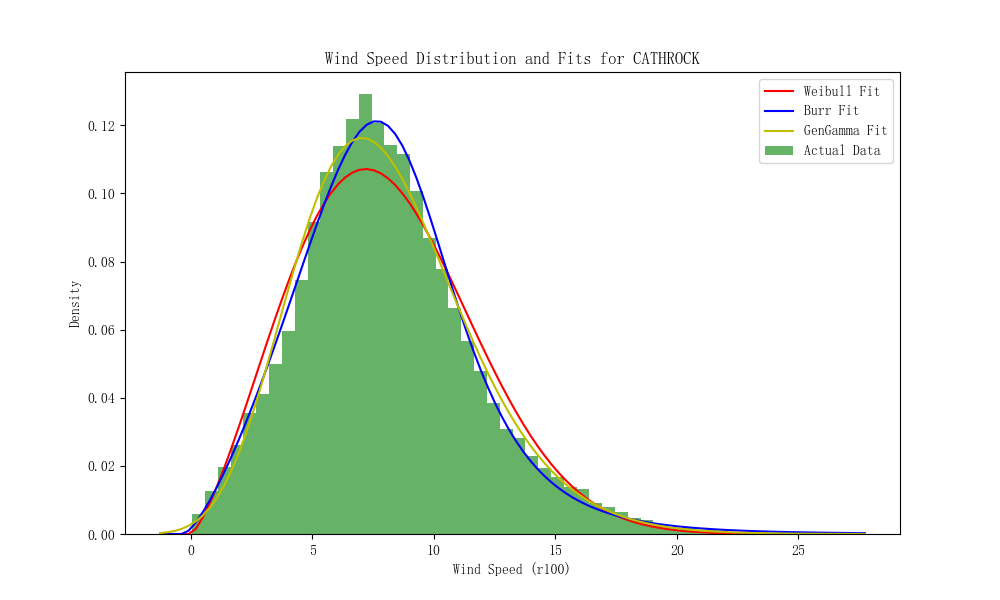 Wind Speed Distribution and Fits for CATHROCK
Weibull Fit
Burr Fit
GenGamma Fit
Actual Data
0.12
0.10
0.08
0.06
0.04
0.02
0.00
Density
0 5 10 15 20 25
Wind Speed (r100)